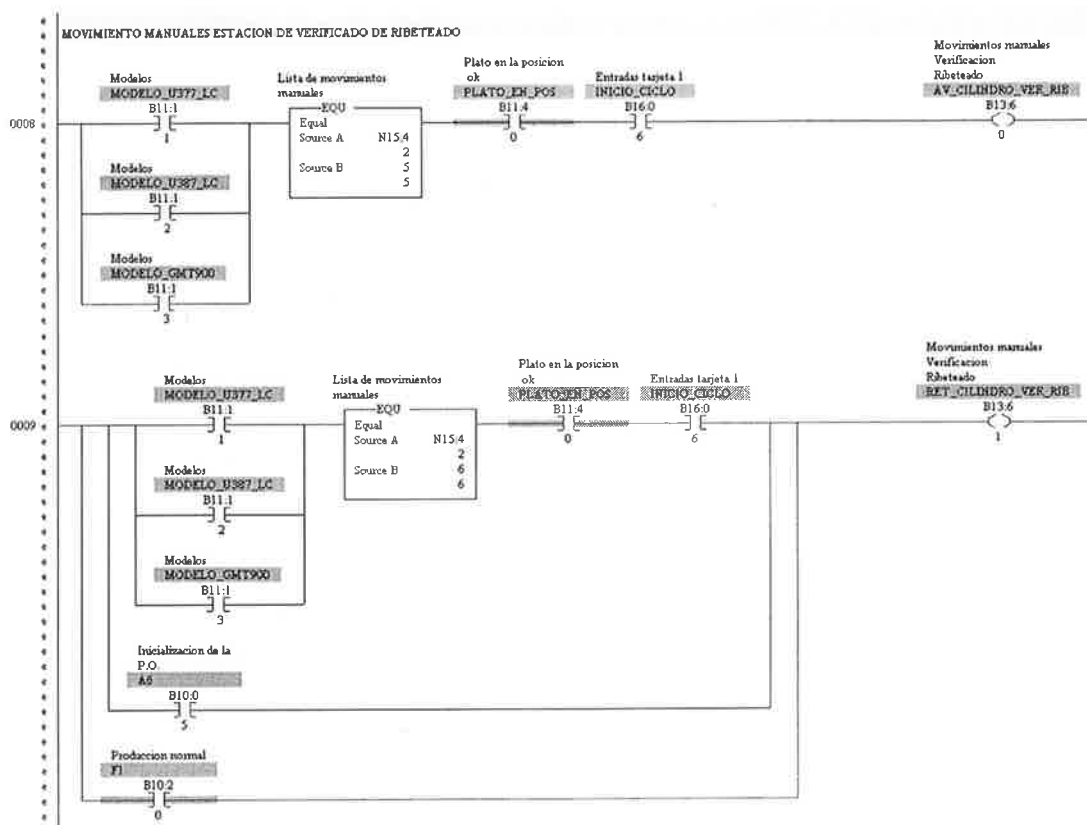 MOVIMIENTO MANUALES ESTACION DE VERIFICADO DE RIBETEADO
0008
Modelos
MODELO_U377_LC
B11:1
1
Modelos
MODELO_U387_LC
B11:1
2
Modelos
MODELO_GMT900
B11:1
3
Lista de movimientos
manuales
EQU
Equal
Source A N15:4
2
Source B 5
5
Plato en la posicion
ok
PLATO_EN_POS
B11:4
0
Entradas tarjeta 1
INICIO_CICLO
B16:0
6
Movimientos manuales
Verificacion
Ribeteado
AV_CILINDRO_VER_RIB
B13:6
0
0009
Modelos
MODELO_U377_LC
B11:1
1
Modelos
MODELO_U387_LC
B11:1
2
Modelos
MODELO_GMT900
B11:1
3
Lista de movimientos
manuales
EQU
Equal
Source A N15:4
2
Source B 6
6
Plato en la posicion
ok
PLATO_EN_POS
B11:4
0
Entradas tarjeta 1
INICIO_CICLO
B16:0
6
Movimientos manuales
Verificacion
Ribeteado
RET_CILINDRO_VER_RIB
B13:6
1
Inicializacion de la
P.O.
A6
B10:0
5
Produccion normal
F1
B10:2
0